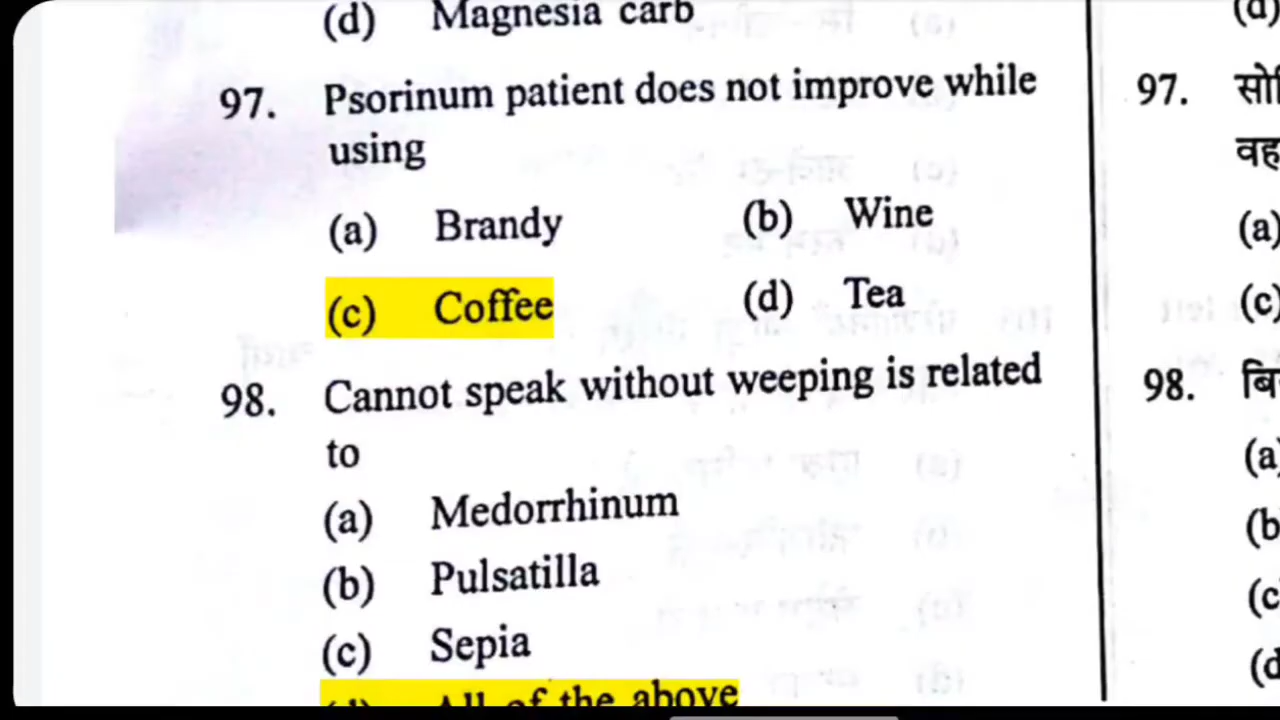 (d) Magnesia carb
97. Psorinum patient does not improve while
using
(a) Brandy (b) Wine
(c) Coffee (d) Tea
98. Cannot speak without weeping is related
to
(a) Medorrhinum
(b) Pulsatilla
(c) Sepia
(d) All of the above
(d)
97.
वह
(a)
(c)
98.
(a)
(b
(c
(d